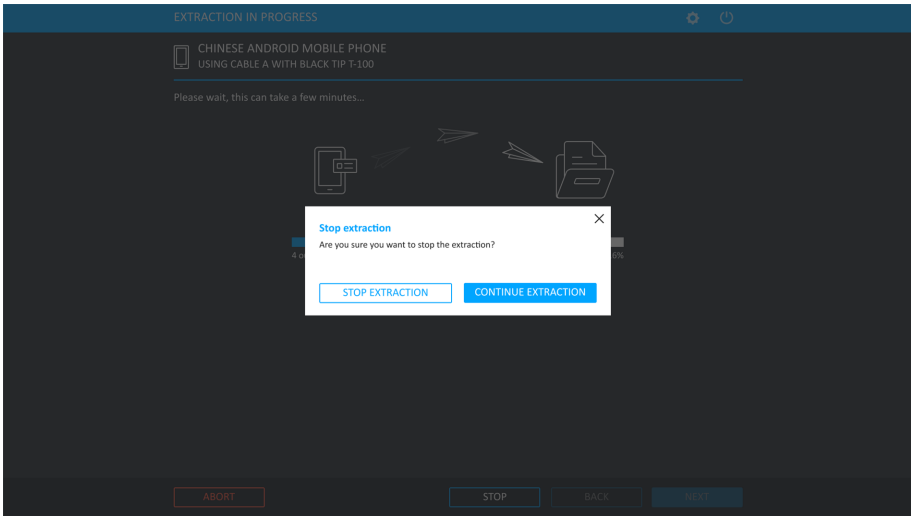 EXTRACTION IN PROGRESS
CHINESE ANDROID MOBILE PHONE
USING CABLE A WITH BLACK TIP T-100
Please wait, this can take a few minutes...
Stop extraction
Are you sure you want to stop the extraction?
4 6%
STOP EXTRACTION CONTINUE EXTRACTION
ABORT STOP BACK NEXT